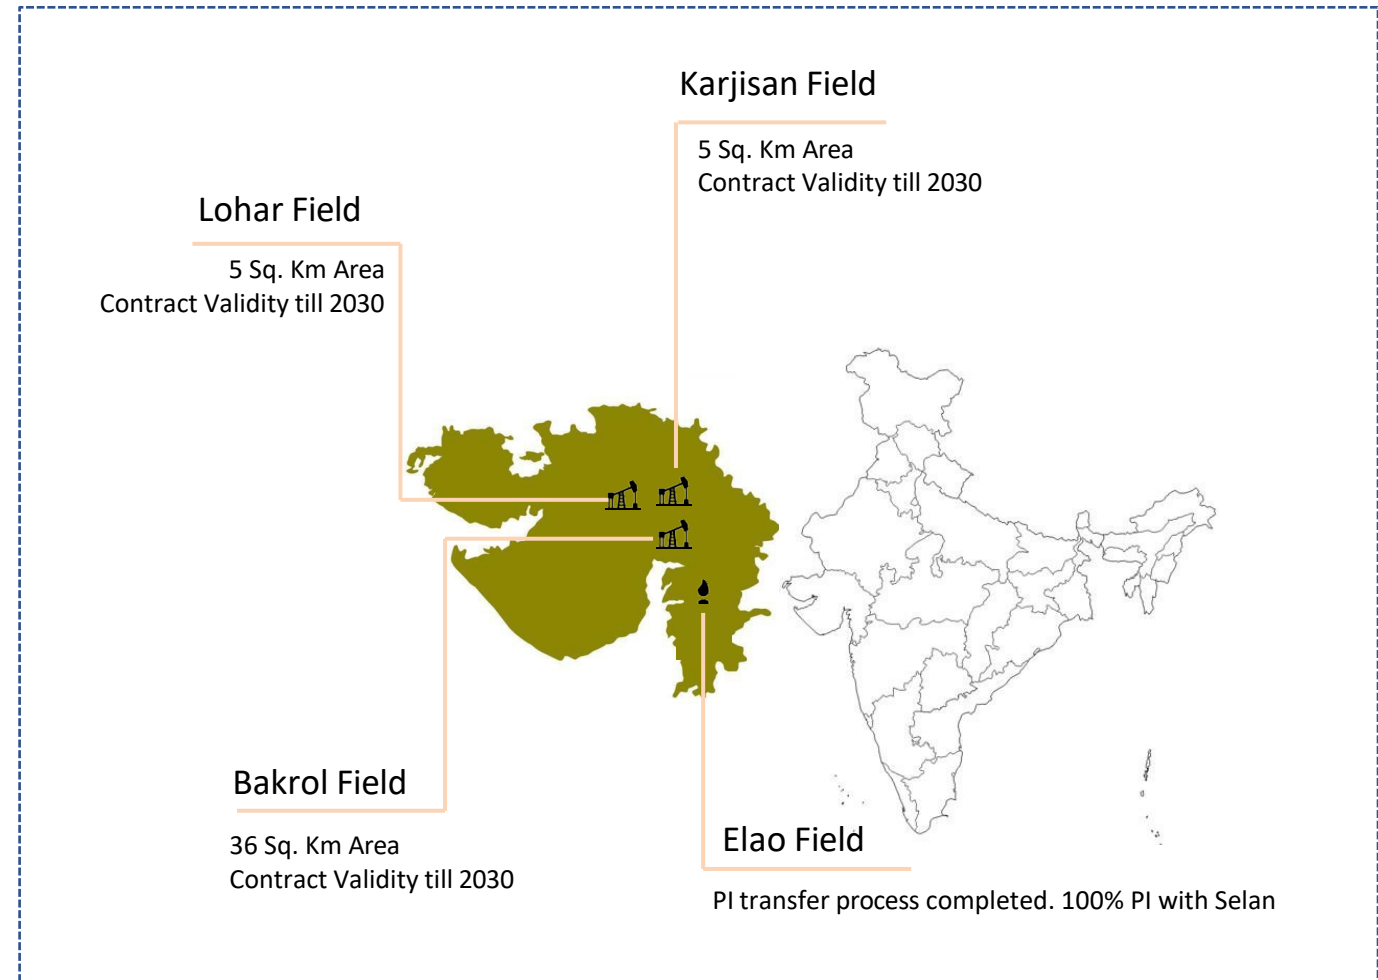 Karjisan Field
5 Sq. Km Area
Contract Validity till 2030
Lohar Field
5 Sq. Km Area
Contract Validity till 2030
Bakrol Field
36 Sq. Km Area
Contract Validity till 2030
Elao Field
PI transfer process completed. 100% PI with Selan